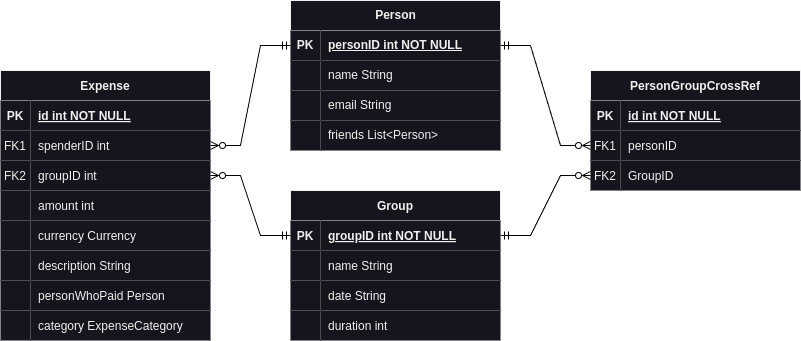 Person
PK personID int NOT NULL
name String
email String
friends List<Person>
Expense
PK id int NOT NULL
FK1 spenderID int
FK2 groupID int
amount int
currency Currency
description String
personWhoPaid Person
category ExpenseCategory
Group
PK groupID int NOT NULL
name String
date String
duration int
PersonGroupCrossRef
PK id int NOT NULL
FK1 personID
FK2 GroupID